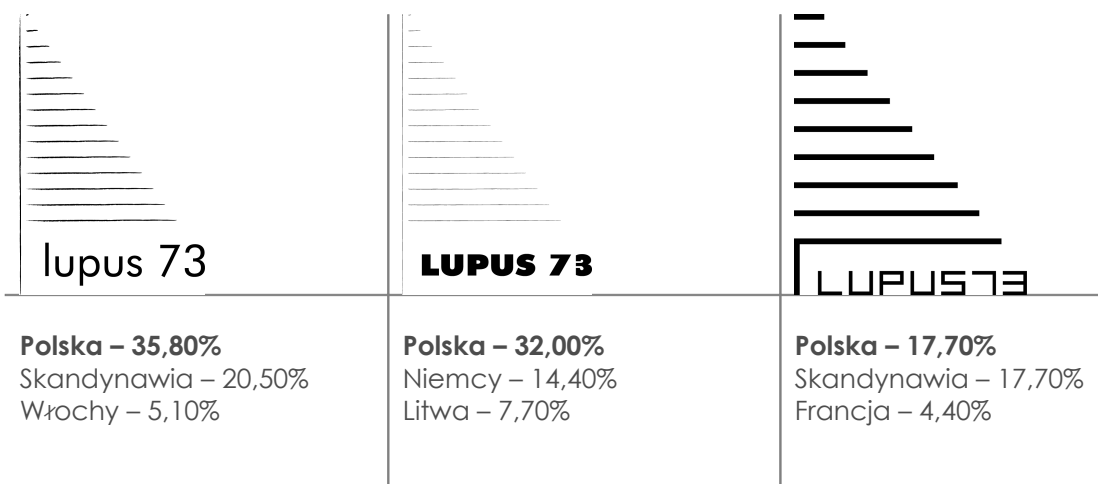 lupus 73
LUPUS 73
LUPUS73
Polska – 35,80%
Skandynawia – 20,50%
Włochy – 5,10%
Polska – 32,00%
Niemcy – 14,40%
Litwa – 7,70%
Polska – 17,70%
Skandynawia – 17,70%
Francja – 4,40%